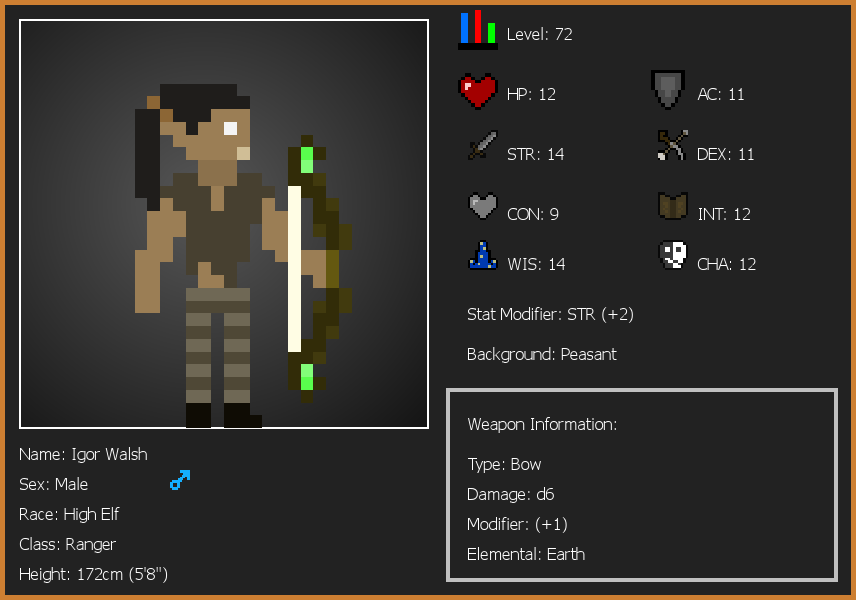 Level: 72
HP: 12
AC: 11
STR: 14
DEX: 11
CON: 9
INT: 12
WIS: 14
CHA: 12
Stat Modifier: STR (+2)
Background: Peasant
Weapon Information:
Type: Bow
Damage: d6
Modifier: (+1)
Elemental: Earth
Name: Igor Walsh
Sex: Male
Race: High Elf
Class: Ranger
Height: 172cm (5'8")